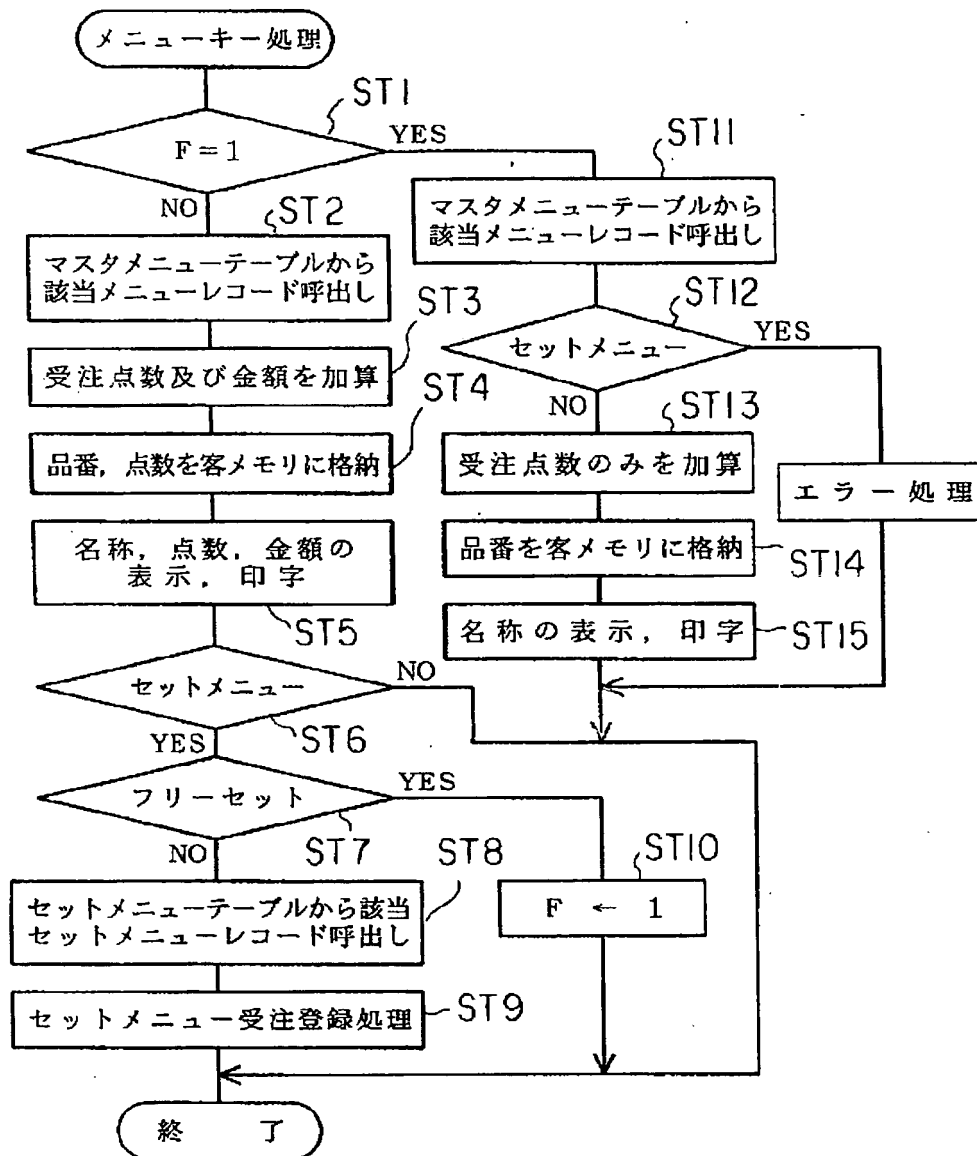 メニューキー処理
ST1
F=1
YES
NO
ST2
マスタメニューテーブルから
該当メニューレコード呼出し
ST3
受注点数及び金額を加算
ST4
品番,点数を客メモリに格納
名称,点数,金額の
表示,印字
ST5
セットメニュー
NO
ST6
YES
フリーセット
YES
ST7
NO
ST8
セットメニューテーブルから該当
セットメニューレコード呼出し
セットメニュー受注登録処理
ST9
ST10
F ← 1
ST11
マスタメニューテーブルから
該当メニューレコード呼出し
ST12
セットメニュー
YES
NO
ST13
受注点数のみを加算
エラー処理
品番を客メモリに格納
ST14
名称の表示,印字
ST15
終了